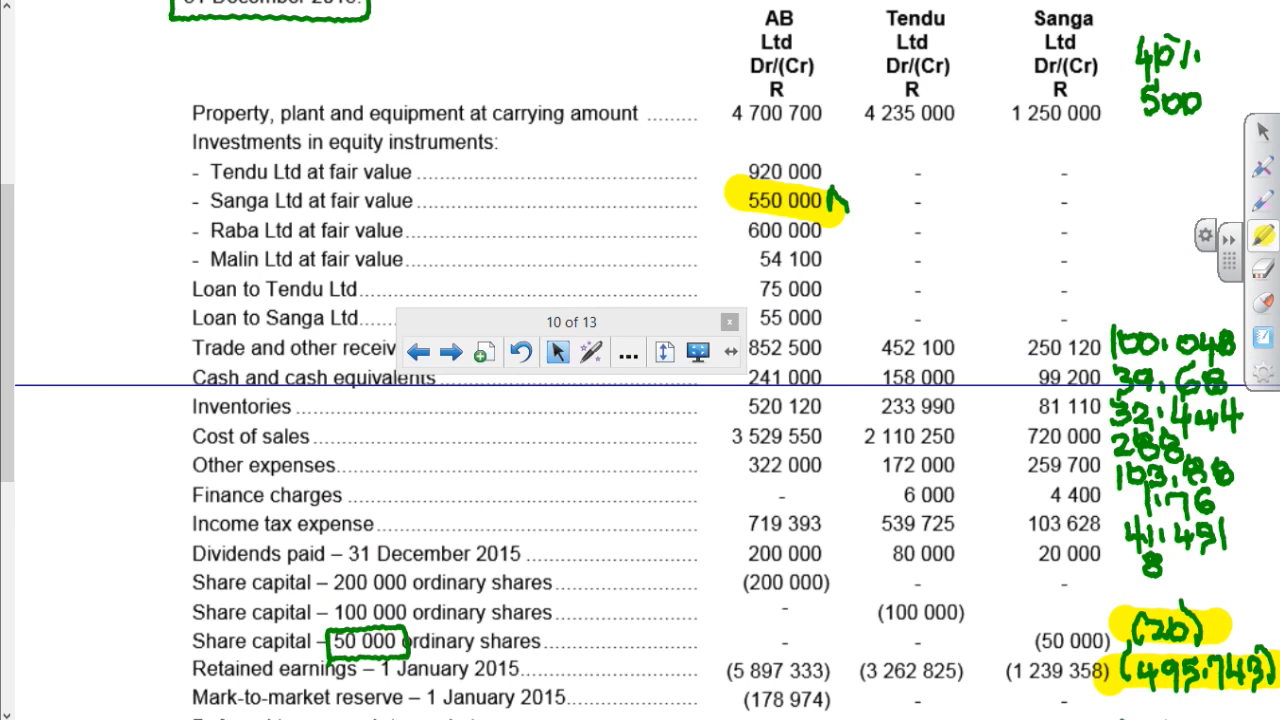 31 December 2015.
AB Tendu Sanga
Ltd Ltd Ltd 40%
Dr/(Cr) Dr/(Cr) Dr/(Cr)
R R R 500
Property, plant and equipment at carrying amount ......... 4 700 700 4 235 000 1 250 000
Investments in equity instruments:
- Tendu Ltd at fair value 920 000 - -
- Sanga Ltd at fair value 550 000 - -
- Raba Ltd at fair value 600 000 - -
- Malin Ltd at fair value 54 100 - -
Loan to Tendu Ltd 75 000 - -
Loan to Sanga Ltd 55 000 - -
10 of 13 x
Trade and other receiv 852 500 452 100 250 120 100.048
Cash and cash equivalents 241 000 158 000 99 200 39.68
Inventories 520 120 233 990 81 110 32.444
Cost of sales 3 529 550 2 110 250 720 000 288
Other expenses 322 000 172 000 259 700 103.88
Finance charges - 6 000 4 400 1.76
Income tax expense 719 393 539 725 103 628 41.451
Dividends paid – 31 December 2015 200 000 80 000 20 000 8
Share capital – 200 000 ordinary shares (200 000) - -
Share capital – 100 000 ordinary shares - (100 000)
Share capital – 50 000 ordinary shares - - (50 000) (20)
Retained earnings – 1 January 2015 (5 897 333) (3 262 825) (1 239 358) (495.743)
Mark-to-market reserve – 1 January 2015 (178 974) - -